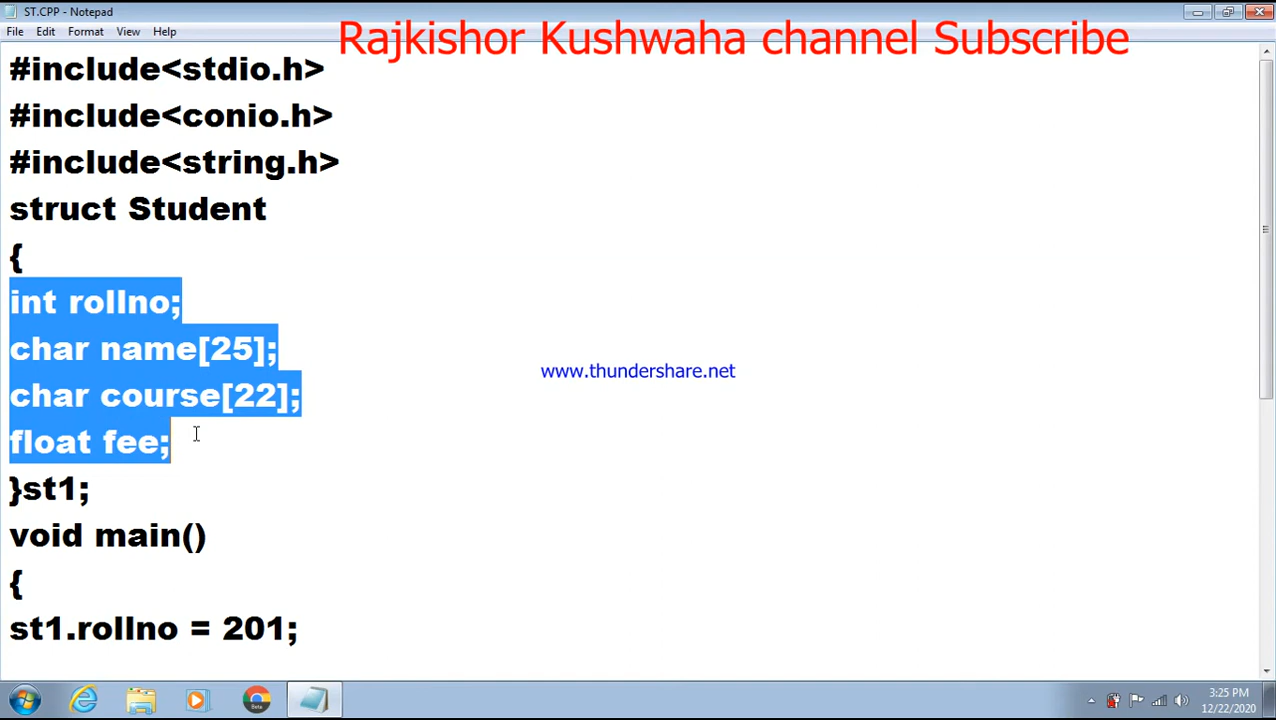 ST.CPP - Notepad
File Edit Format View Help
Rajkishor Kushwaha channel Subscribe
#include<stdio.h>
#include<conio.h>
#include<string.h>
struct Student
{
int rollno;
char name[25];
www.thundershare.net
char course[22];
float fee;
}st1;
void main()
{
st1.rollno = 201;
Beta
3:25 PM
12/22/2020